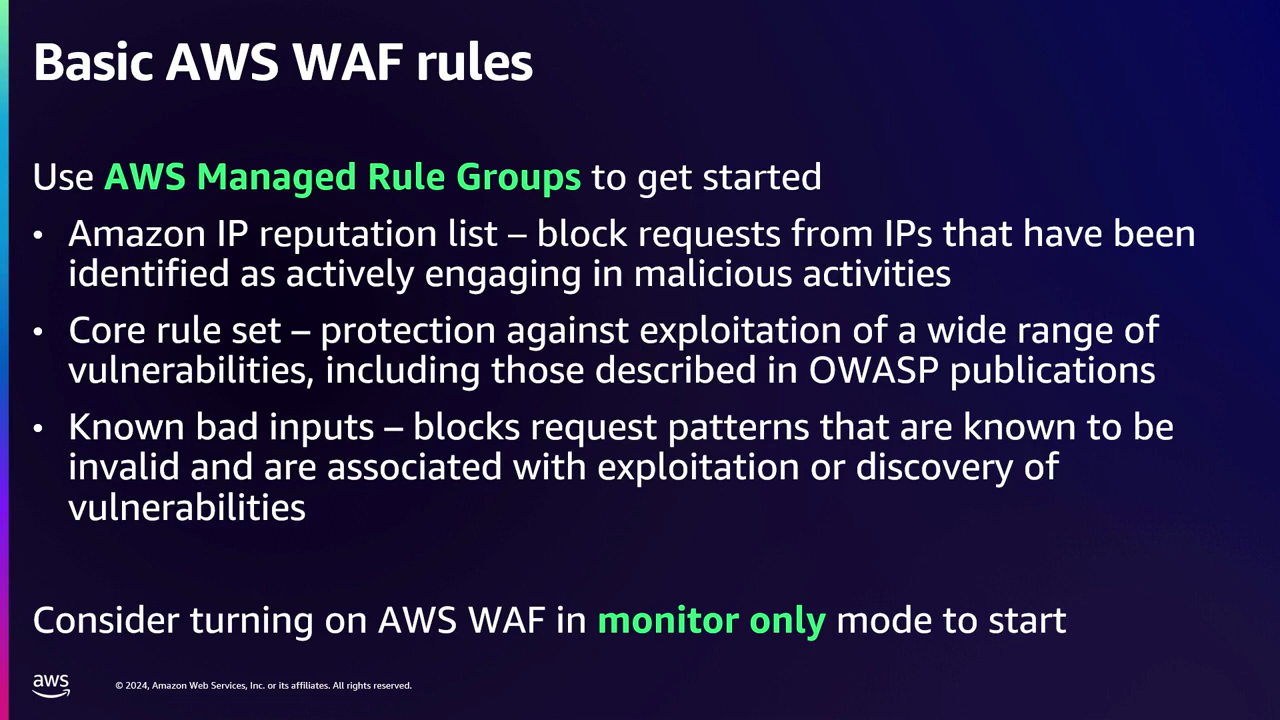 Basic AWS WAF rules
Use AWS Managed Rule Groups to get started
• Amazon IP reputation list – block requests from IPs that have been
identified as actively engaging in malicious activities
• Core rule set – protection against exploitation of a wide range of
vulnerabilities, including those described in OWASP publications
• Known bad inputs – blocks request patterns that are known to be
invalid and are associated with exploitation or discovery of
vulnerabilities
Consider turning on AWS WAF in monitor only mode to start
aws
© 2024, Amazon Web Services, Inc. or its affiliates. All rights reserved.